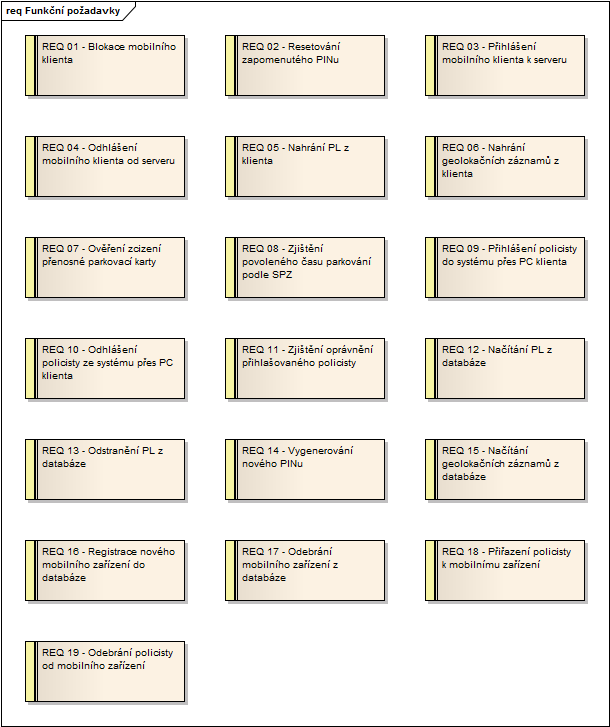 req Funkční požadavky
REQ 01 - Blokace mobilního
klienta
REQ 02 - Resetování
zapomenutého PINu
REQ 03 - Přihlášení
mobilního klienta k serveru
REQ 04 - Odhlášení
mobilního klienta od serveru
REQ 05 - Nahrání PL z
klienta
REQ 06 - Nahrání
geolokačních záznamů z
klienta
REQ 07 - Ověření zcizení
přenosné parkovací karty
REQ 08 - Zjištění
povoleného času parkování
podle SPZ
REQ 09 - Přihlášení policisty
do systému přes PC klienta
REQ 10 - Odhlášení
policisty ze systému přes PC
klienta
REQ 11 - Zjištění oprávnění
přihlašovaného policisty
REQ 12 - Načítání PL z
databáze
REQ 13 - Odstranění PL z
databáze
REQ 14 - Vygenerování
nového PINu
REQ 15 - Načítání
geolokačních záznamů z
databáze
REQ 16 - Registrace nového
mobilního zařízení do
databáze
REQ 17 - Odebrání
mobilního zařízení z
databáze
REQ 18 - Přiřazení policisty
k mobilnímu zařízení
REQ 19 - Odebrání policisty
od mobilního zařízení